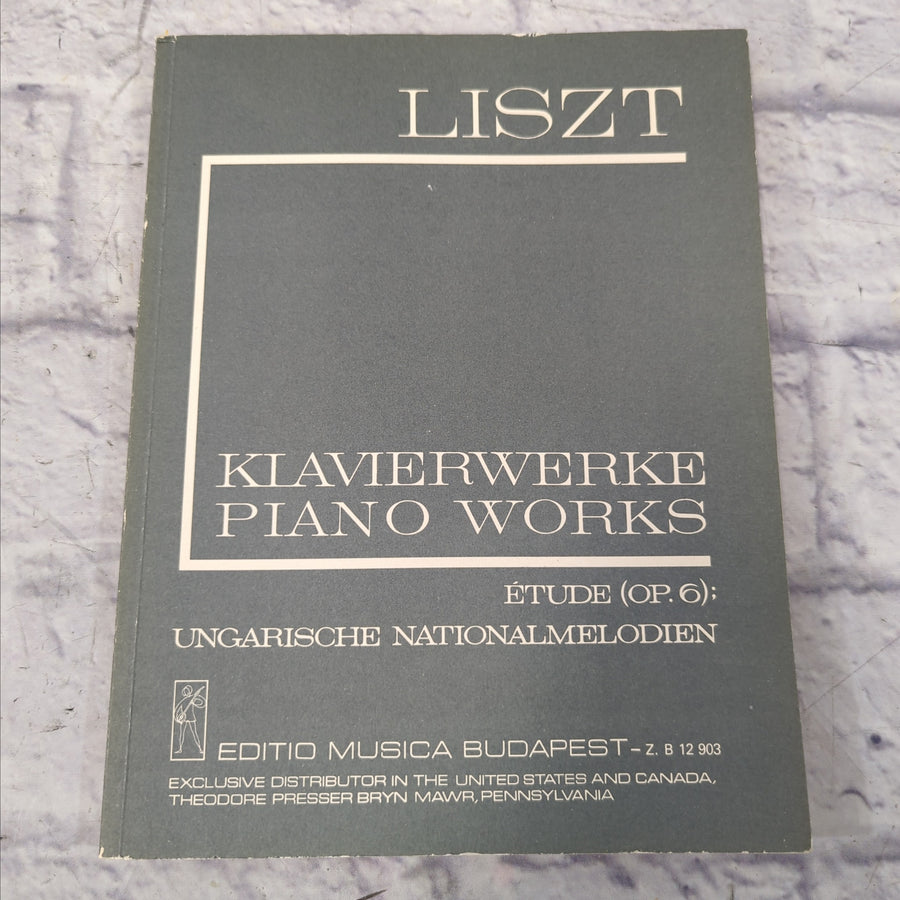 LISZT
KLAVIERWERKE
PIANO WORKS
ÉTUDE (OP. 6);
UNGARISCHE NATIONALMELODIEN
EDITIO MUSICA BUDAPEST – Z. B 12 903
EXCLUSIVE DISTRIBUTOR IN THE UNITED STATES AND CANADA,
THEODORE PRESSER BRYN MAWR, PENNSYLVANIA